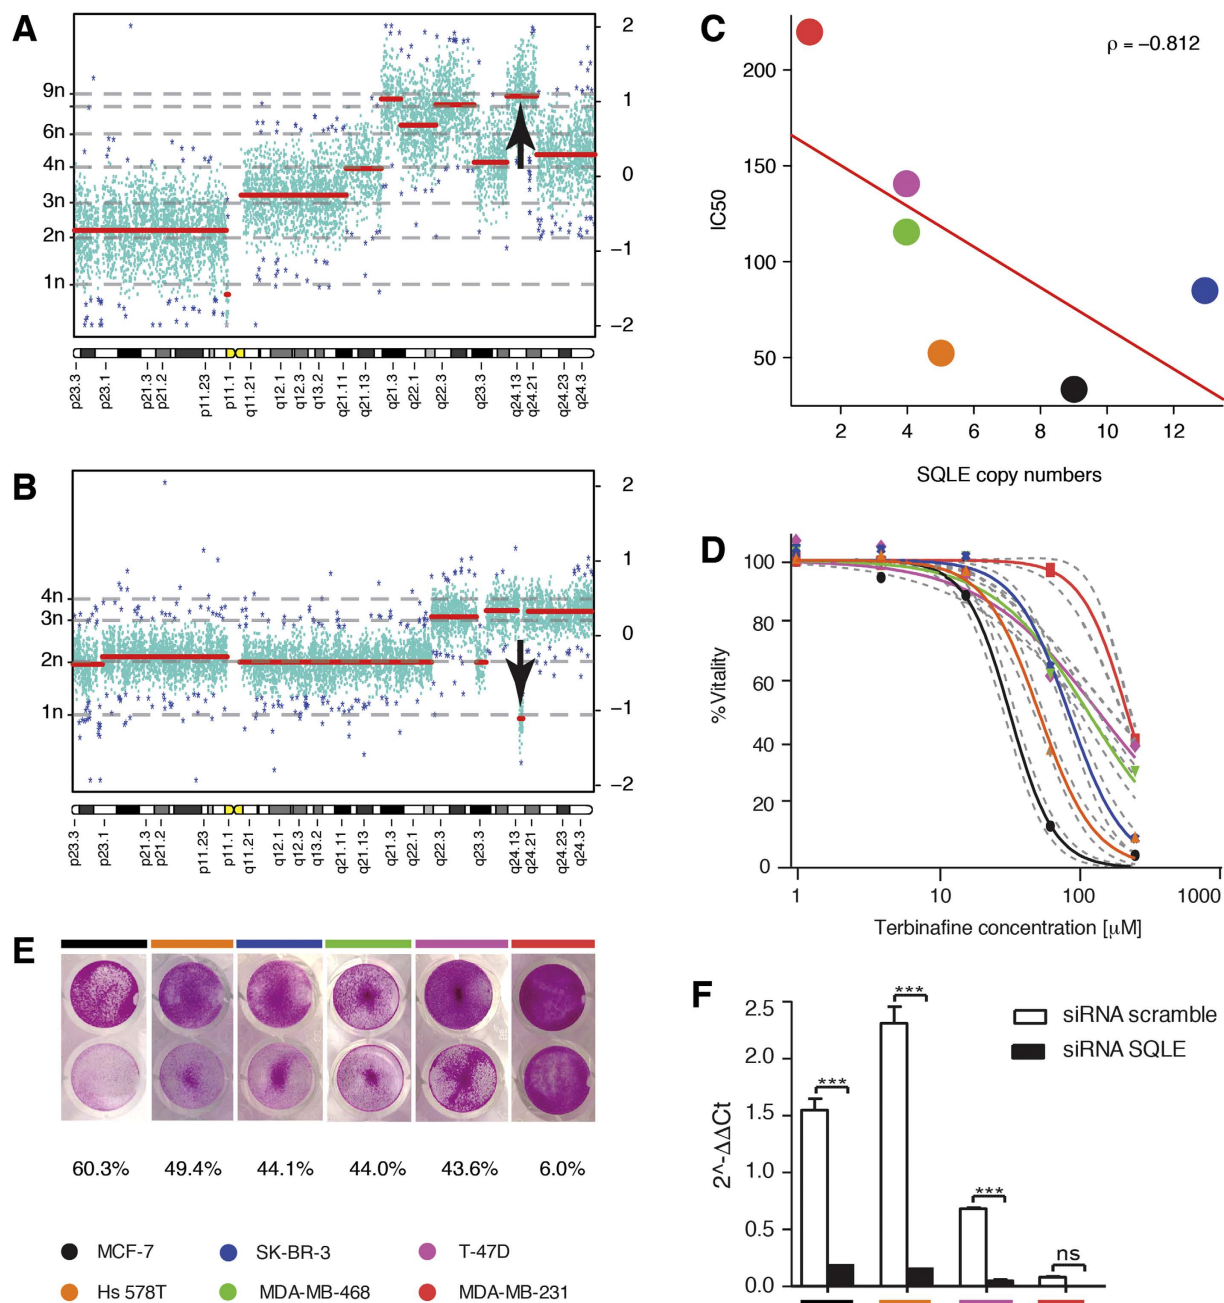 A
2
1
0
−1
−2
9n
6n
4n
3n
2n
1n
p23.3 p23.1 p21.3 p21.2 p11.23 p11.1 q11.21 q12.1 q12.3 q13.2 q21.11 q21.13 q21.3 q22.1 q22.3 q23.3 q24.13 q24.21 q24.23 q24.3
B
2
1
0
−1
−2
4n
3n
2n
1n
p23.3 p23.1 p21.3 p21.2 p11.23 p11.1 q11.21 q12.1 q12.3 q13.2 q21.11 q21.13 q21.3 q22.1 q22.3 q23.3 q24.13 q24.21 q24.23 q24.3
C
ρ = −0.812
IC50
200
150
100
50
2 4 6 8 10 12
SQLE copy numbers
D
%Vitality
100
80
60
40
20
0
1 10 100 1000
Terbinafine concentration [µM]
E
60.3% 49.4% 44.1% 44.0% 43.6% 6.0%
MCF-7 SK-BR-3 T-47D
Hs 578T MDA-MB-468 MDA-MB-231
F
2^-ΔΔCt
2.5
2.0
1.5
1.0
0.5
0.0
*** *** *** ns
siRNA scramble
siRNA SQLE